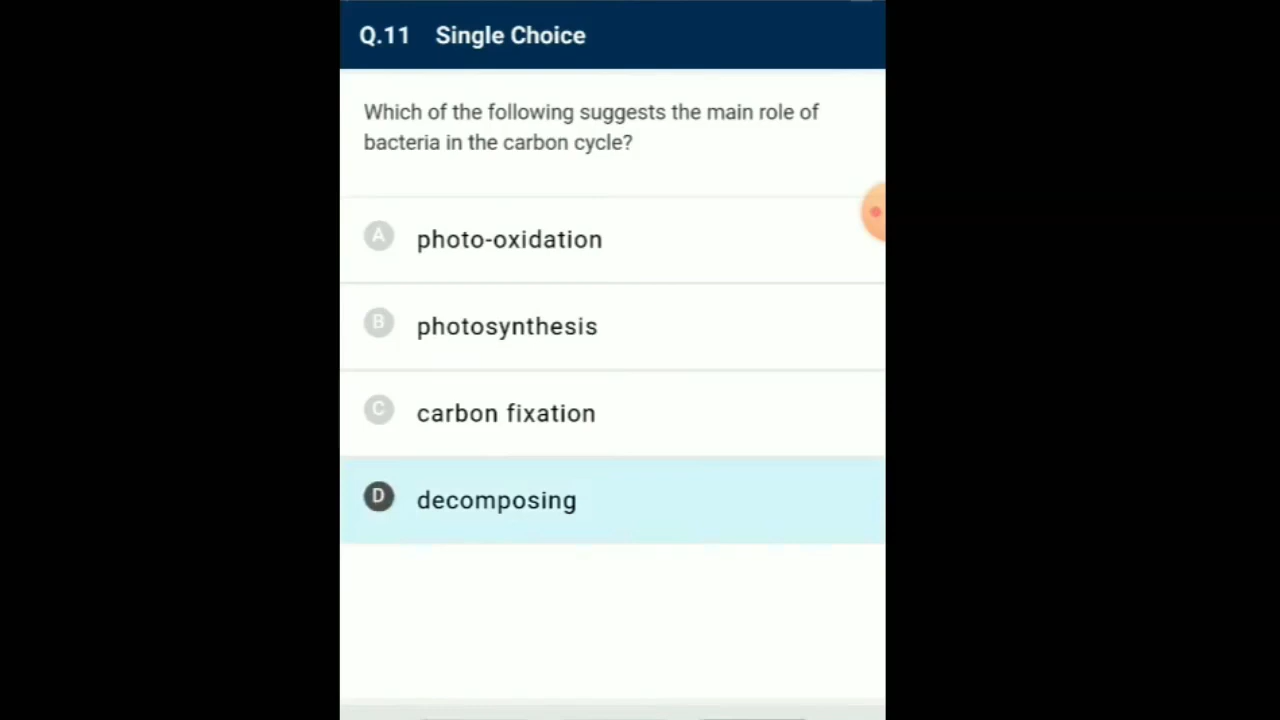 Q.11 Single Choice
Which of the following suggests the main role of
bacteria in the carbon cycle?
A photo-oxidation
B photosynthesis
C carbon fixation
D decomposing